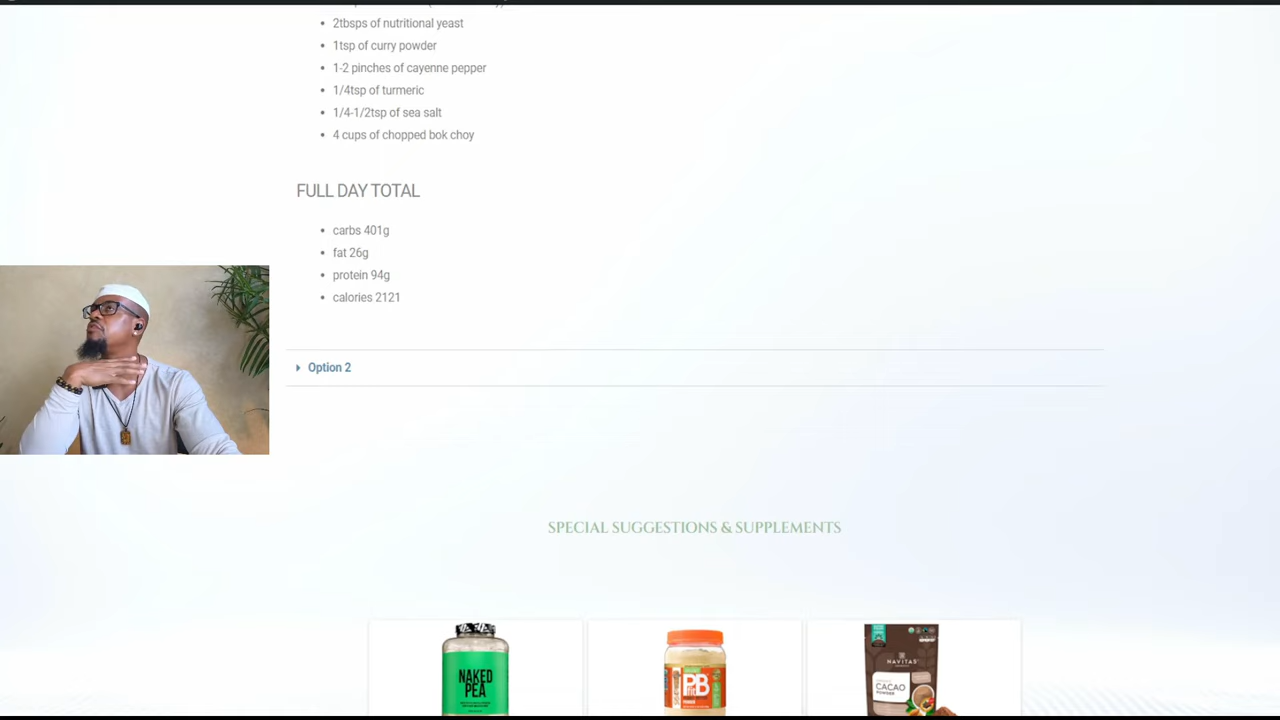 2tbsps of nutritional yeast
1tsp of curry powder
1-2 pinches of cayenne pepper
1/4tsp of turmeric
1/4-1/2tsp of sea salt
4 cups of chopped bok choy
FULL DAY TOTAL
carbs 401g
fat 26g
protein 94g
calories 2121
Option 2
SPECIAL SUGGESTIONS & SUPPLEMENTS
NAKED
PEA
PB
fit
NAVITAS
CACAO
POWDER